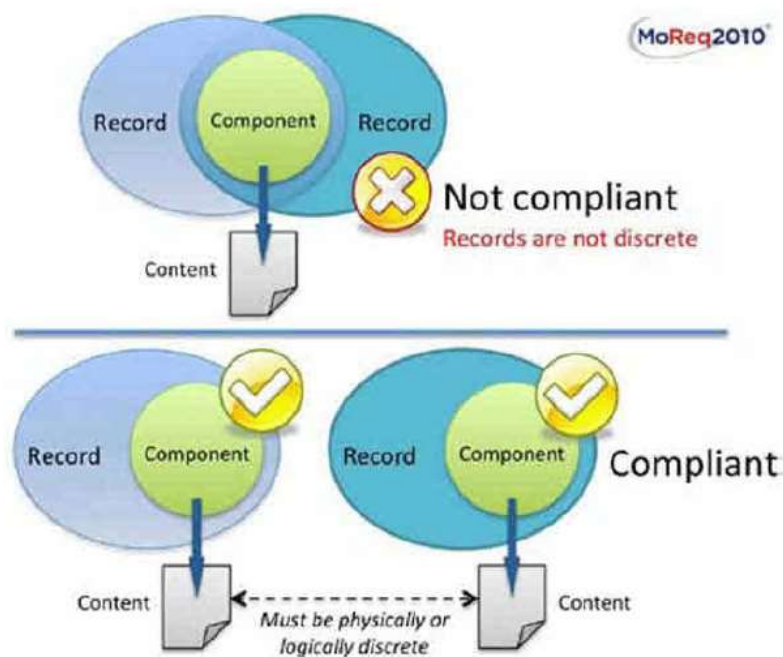 MoReq2010®
Record
Component
Record
Not compliant
Records are not discrete
Content
Record
Component
Record
Component
Compliant
Content
Must be physically or
logically discrete
Content